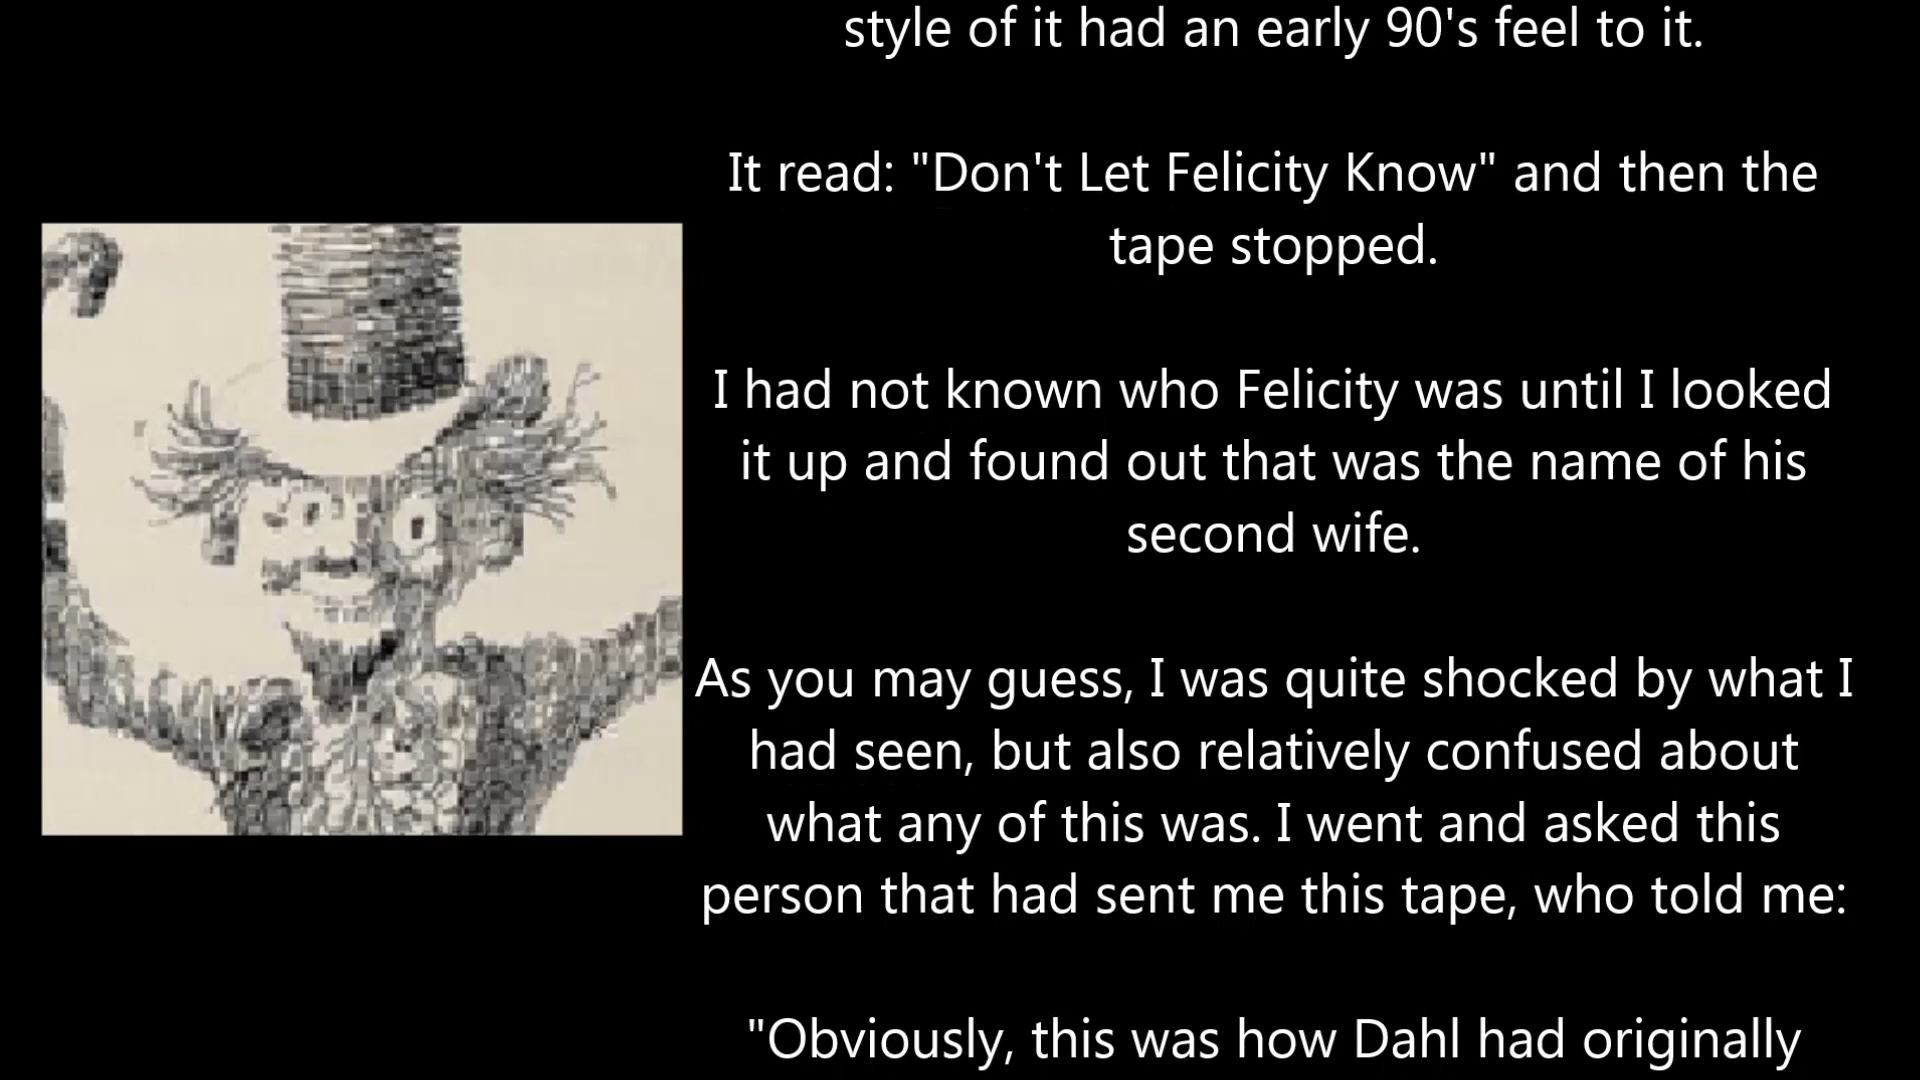 style of it had an early 90's feel to it.
It read: "Don't Let Felicity Know" and then the
tape stopped.
I had not known who Felicity was until I looked
it up and found out that was the name of his
second wife.
As you may guess, I was quite shocked by what I
had seen, but also relatively confused about
what any of this was. I went and asked this
person that had sent me this tape, who told me:
"Obviously, this was how Dahl had originally